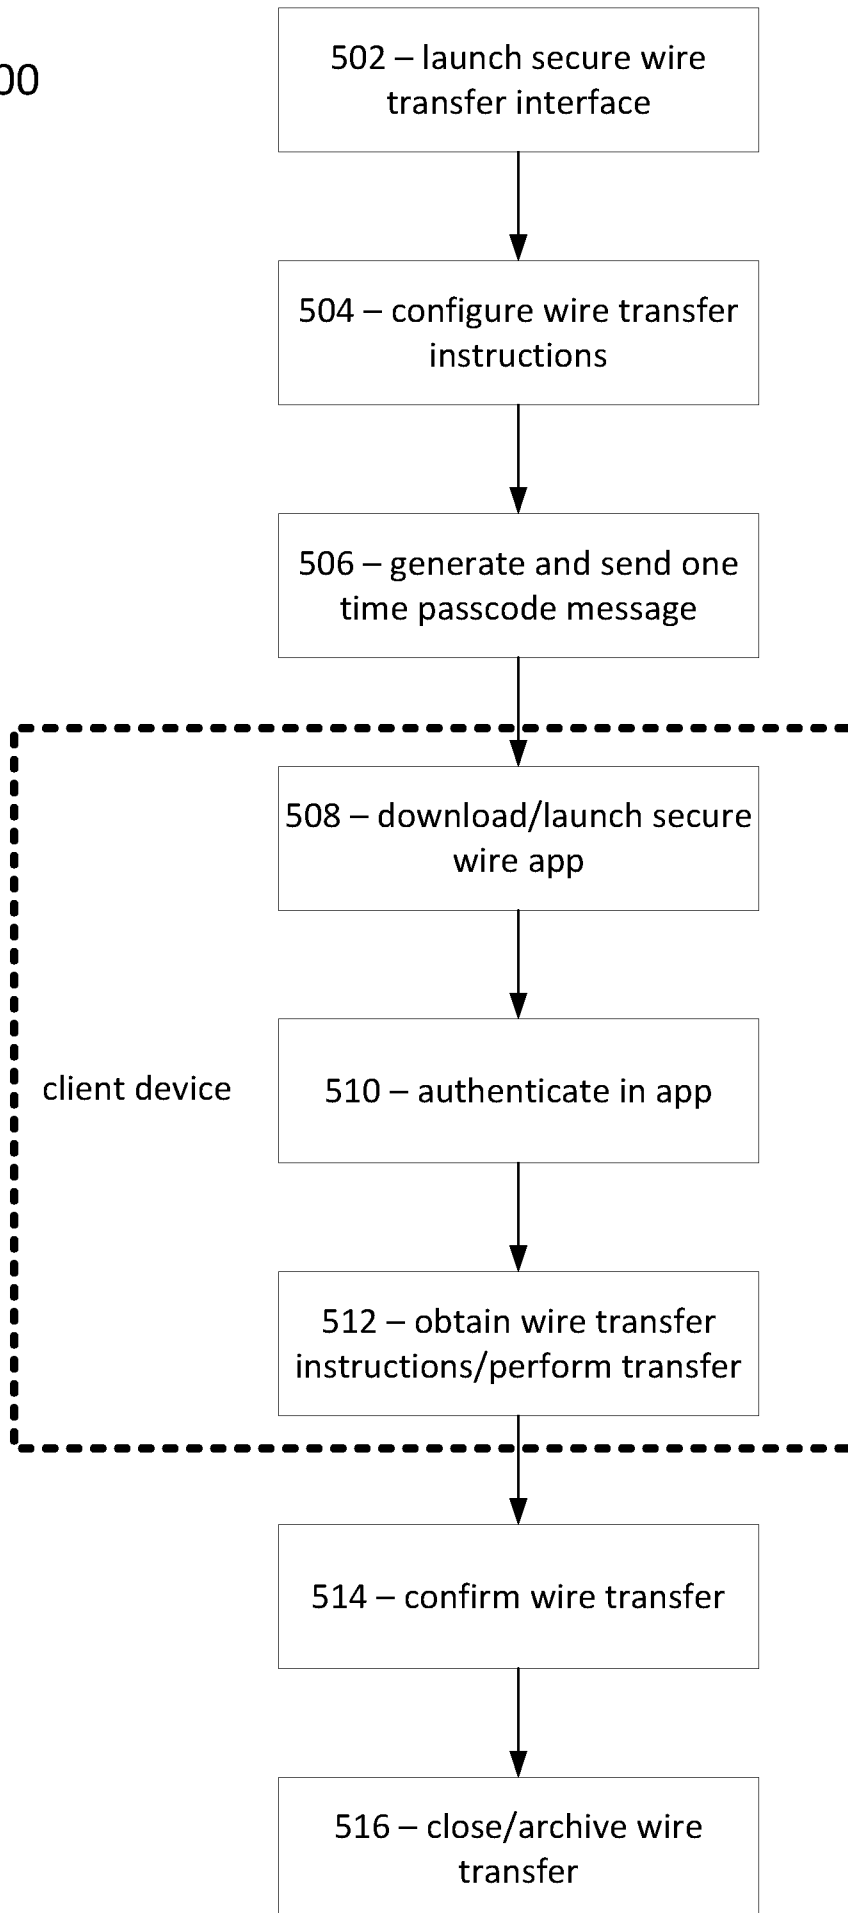 502 – launch secure wire
transfer interface
00
504 – configure wire transfer
instructions
506 – generate and send one
time passcode message
508 – download/launch secure
wire app
client device
510 – authenticate in app
512 – obtain wire transfer
instructions/perform transfer
514 – confirm wire transfer
516 – close/archive wire
transfer